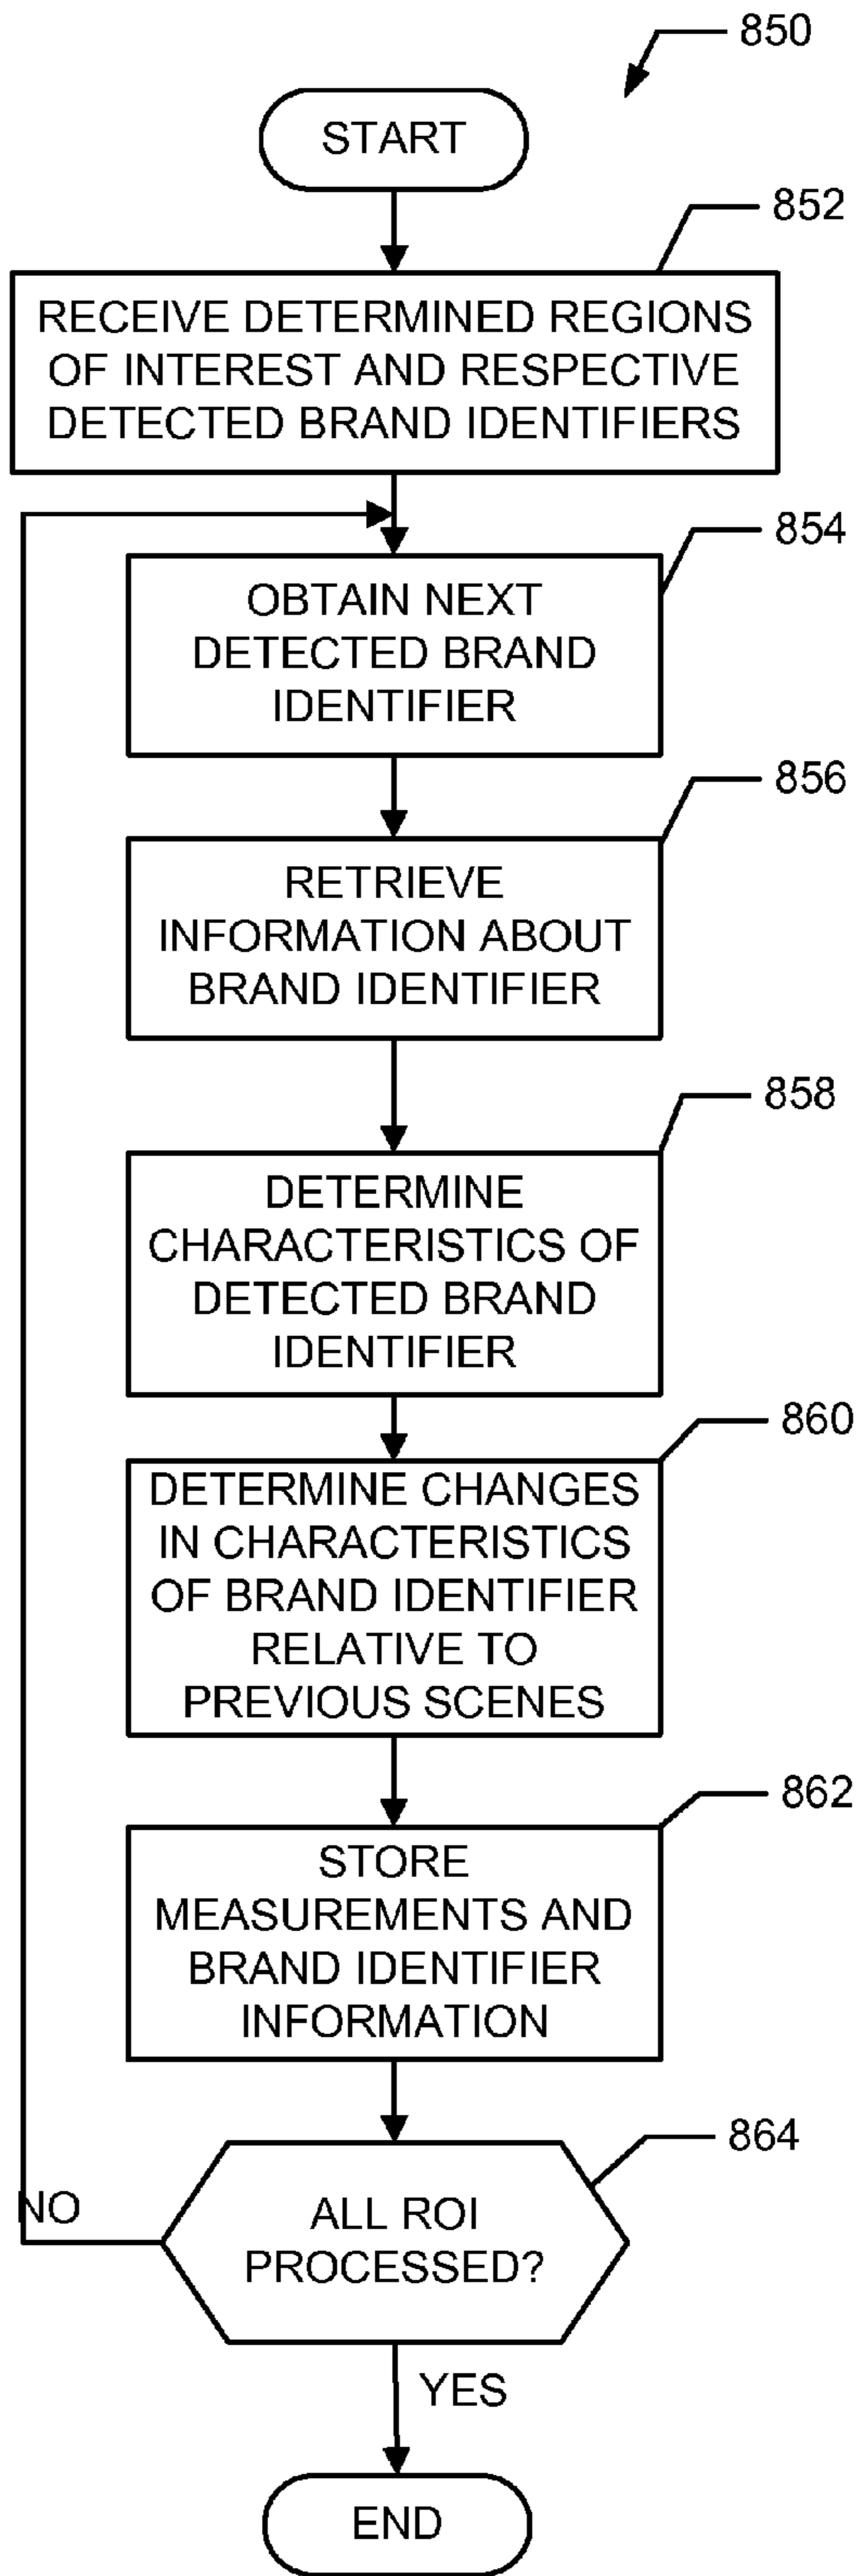 850
START
852
RECEIVE DETERMINED REGIONS
OF INTEREST AND RESPECTIVE
DETECTED BRAND IDENTIFIERS
854
OBTAIN NEXT
DETECTED BRAND
IDENTIFIER
856
RETRIEVE
INFORMATION ABOUT
BRAND IDENTIFIER
858
DETERMINE
CHARACTERISTICS OF
DETECTED BRAND
IDENTIFIER
860
DETERMINE CHANGES
IN CHARACTERISTICS
OF BRAND IDENTIFIER
RELATIVE TO
PREVIOUS SCENES
862
STORE
MEASUREMENTS AND
BRAND IDENTIFIER
INFORMATION
864
NO
ALL ROI
PROCESSED?
YES
END